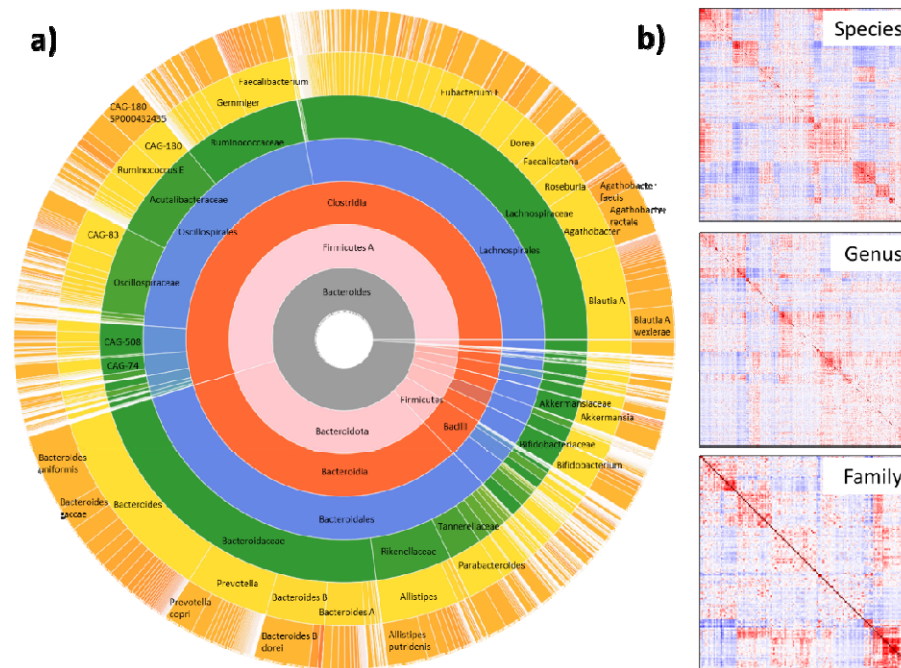 a)
b)
Species
Genus
Family
Bacteroides
Firmicutes A
Clostridia
Firmicutes
Bacteroidota
Bacilli
Bacteroidia
Oscillospirales
Lachnospirales
Bacteroidales
Ruminococcaceae
Acutalibacteraceae
Oscillospiraceae
CAG-508
CAG-74
Lachnospiraceae
Akkermansiaceae
Bifidobacteriaceae
Tannerellaceae
Rikenellaceae
Bacteroidaceae
Faecalibacterium
Gemmiger
CAG-180
Ruminococcus E
CAG-83
Eubacterium F
Dorea
Faecalicatena
Roseburia
Agathobacter
Blautia A
Akkermansia
Bifidobacterium
Parabacteroides
Alistipes
Bacteroides A
Bacteroides B
Prevotella
Bacteroides
CAG-180
SP000432435
Agathobacter
faecis
Agathobacter
rectale
Blautia A
wexlerae
Alistipes
putridenis
Bacteroides B
dorei
Prevotella
copri
Bacteroides
caccae
Bacteroides
uniformis